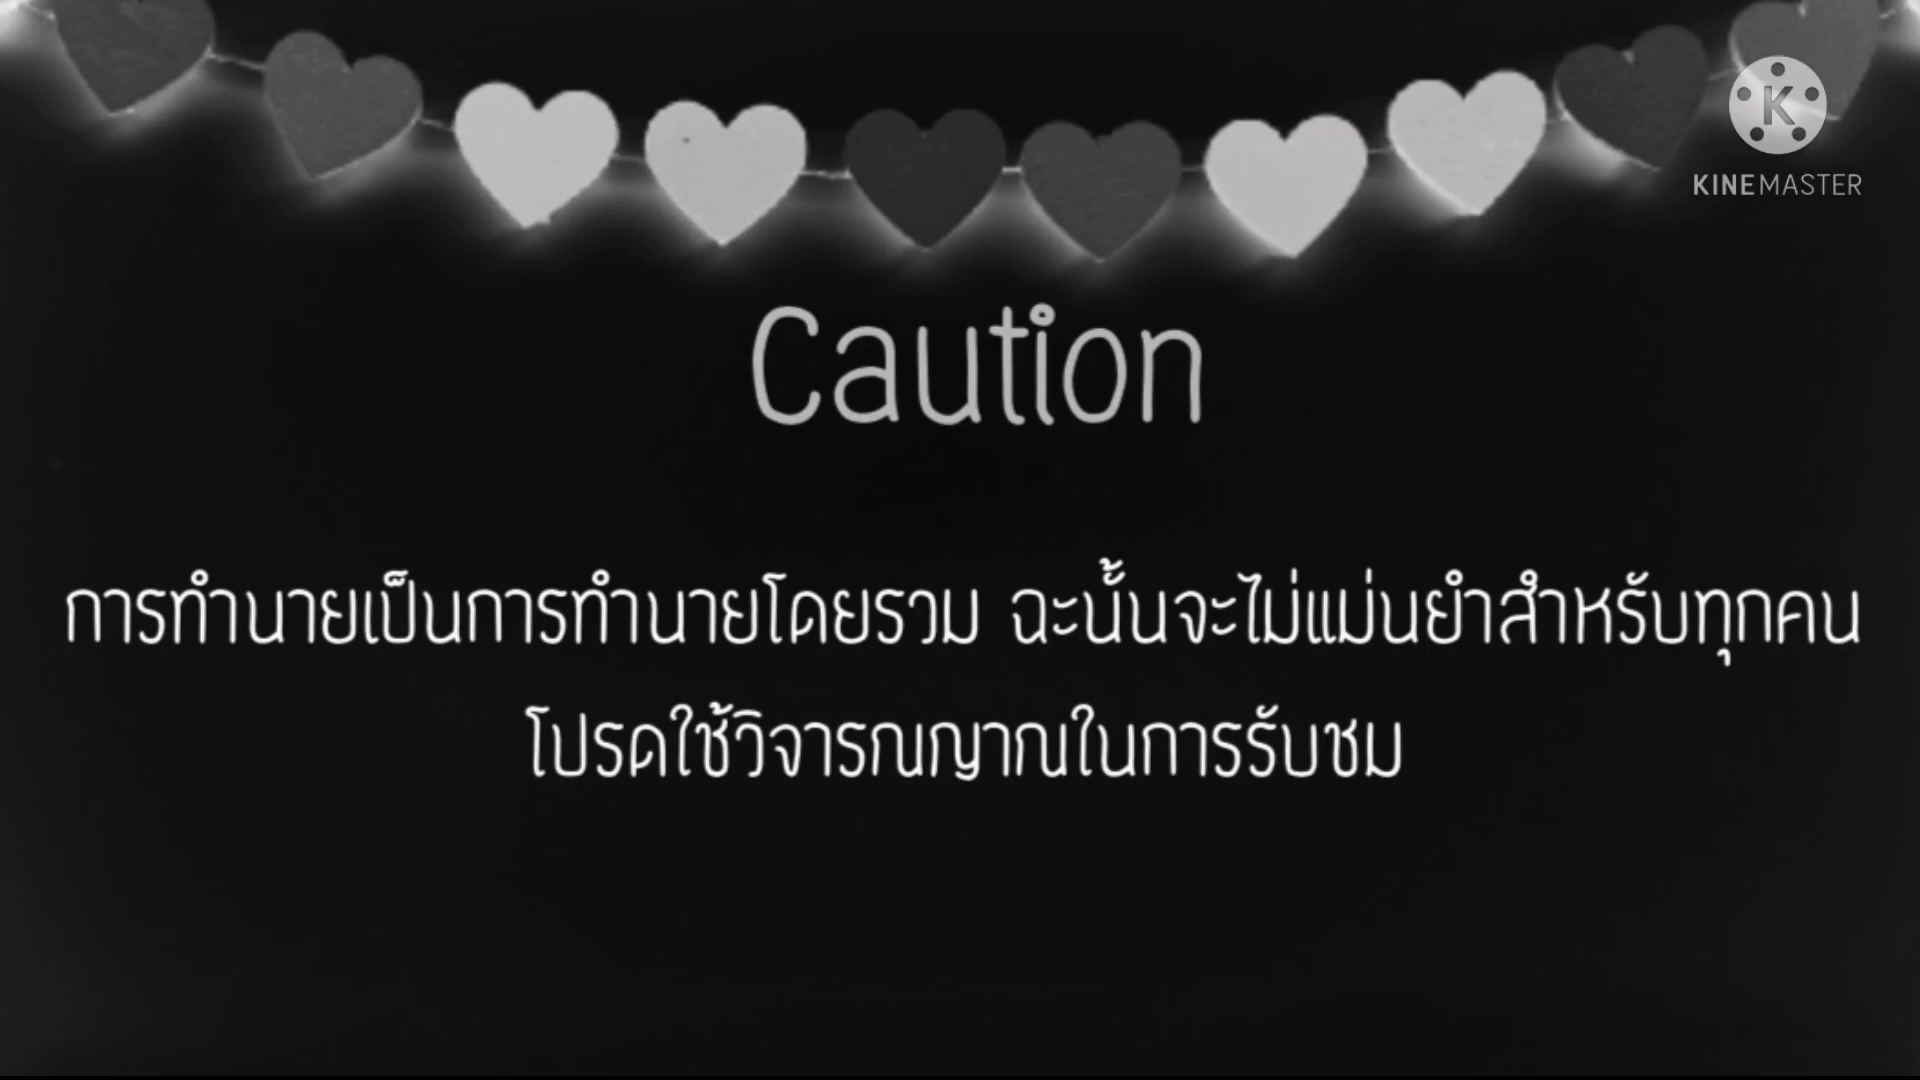 KINEMASTER
Caution
การทำนายเป็นการทำนายโดยรวม ฉะนั้นจะไม่แม่นยำสำหรับทุกคน
โปรดใช้วิจารณญาณในการรับชม